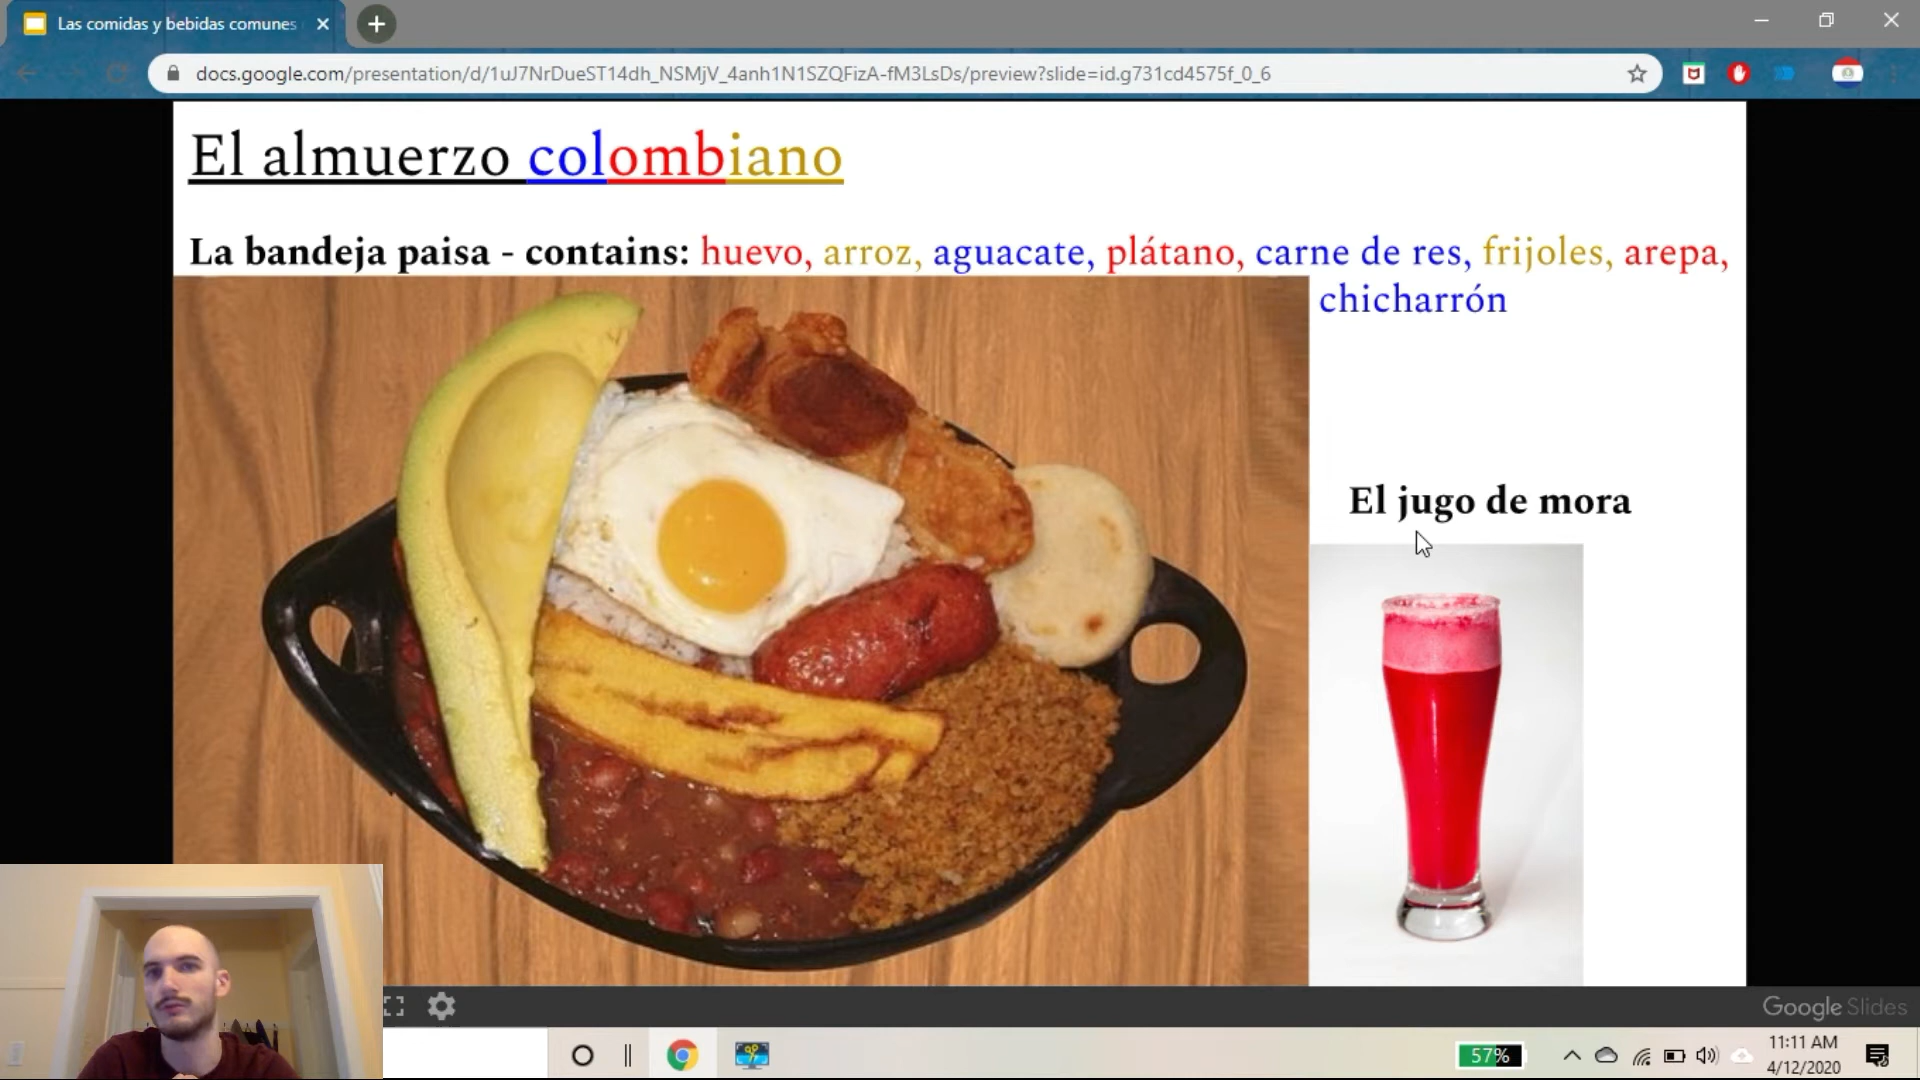 Las comidas y bebidas comunes
docs.google.com/presentation/d/1uJ7NrDueST14dh_NSMjV_4anh1N1SZQFizA-fM3LsDs/preview?slide=id.g731cd4575f_0_6
El almuerzo colombiano
La bandeja paisa - contains: huevo, arroz, aguacate, plátano, carne de res, frijoles, arepa,
chicharrón
El jugo de mora
Google Slides
57%
11:11 AM
4/12/2020